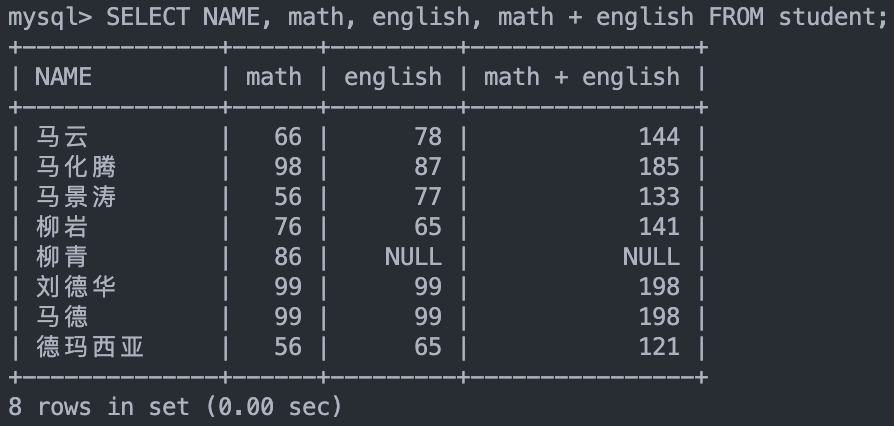 mysql> SELECT NAME, math, english, math + english FROM student;
+--------------+------+---------+----------------+
| NAME         | math | english | math + english |
+--------------+------+---------+----------------+
| 马云         |   66 |      78 |            144 |
| 马化腾       |   98 |      87 |            185 |
| 马景涛       |   56 |      77 |            133 |
| 柳岩         |   76 |      65 |            141 |
| 柳青         |   86 |    NULL |           NULL |
| 刘德华       |   99 |      99 |            198 |
| 马德         |   99 |      99 |            198 |
| 德玛西亚     |   56 |      65 |            121 |
+--------------+------+---------+----------------+
8 rows in set (0.00 sec)